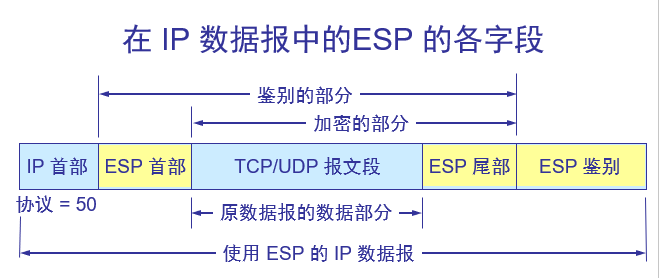 在 IP 数据报中的ESP 的各字段
鉴别的部分
加密的部分
IP 首部 ESP 首部 TCP/UDP 报文段 ESP 尾部 ESP 鉴别
协议 = 50
原数据报的数据部分
使用 ESP 的 IP 数据报